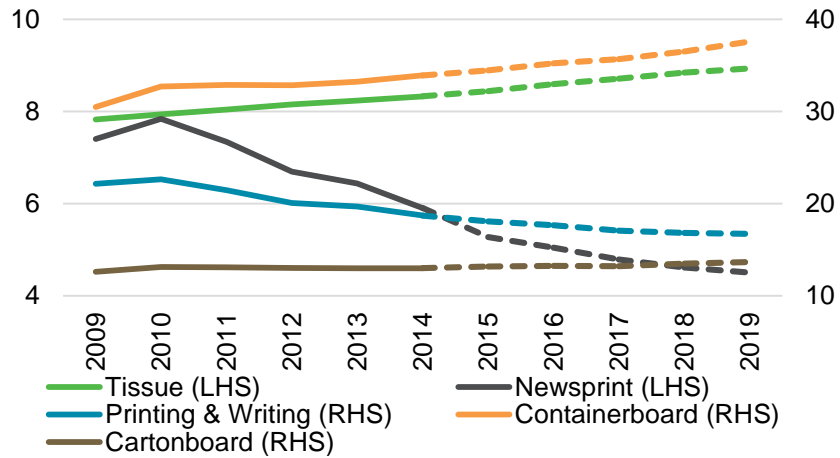 10 40
8 30
6 20
4 10
2009 2010 2011 2012 2013 2014 2015 2016 2017 2018 2019
Tissue (LHS) Newsprint (LHS)
Printing & Writing (RHS) Containerboard (RHS)
Cartonboard (RHS)